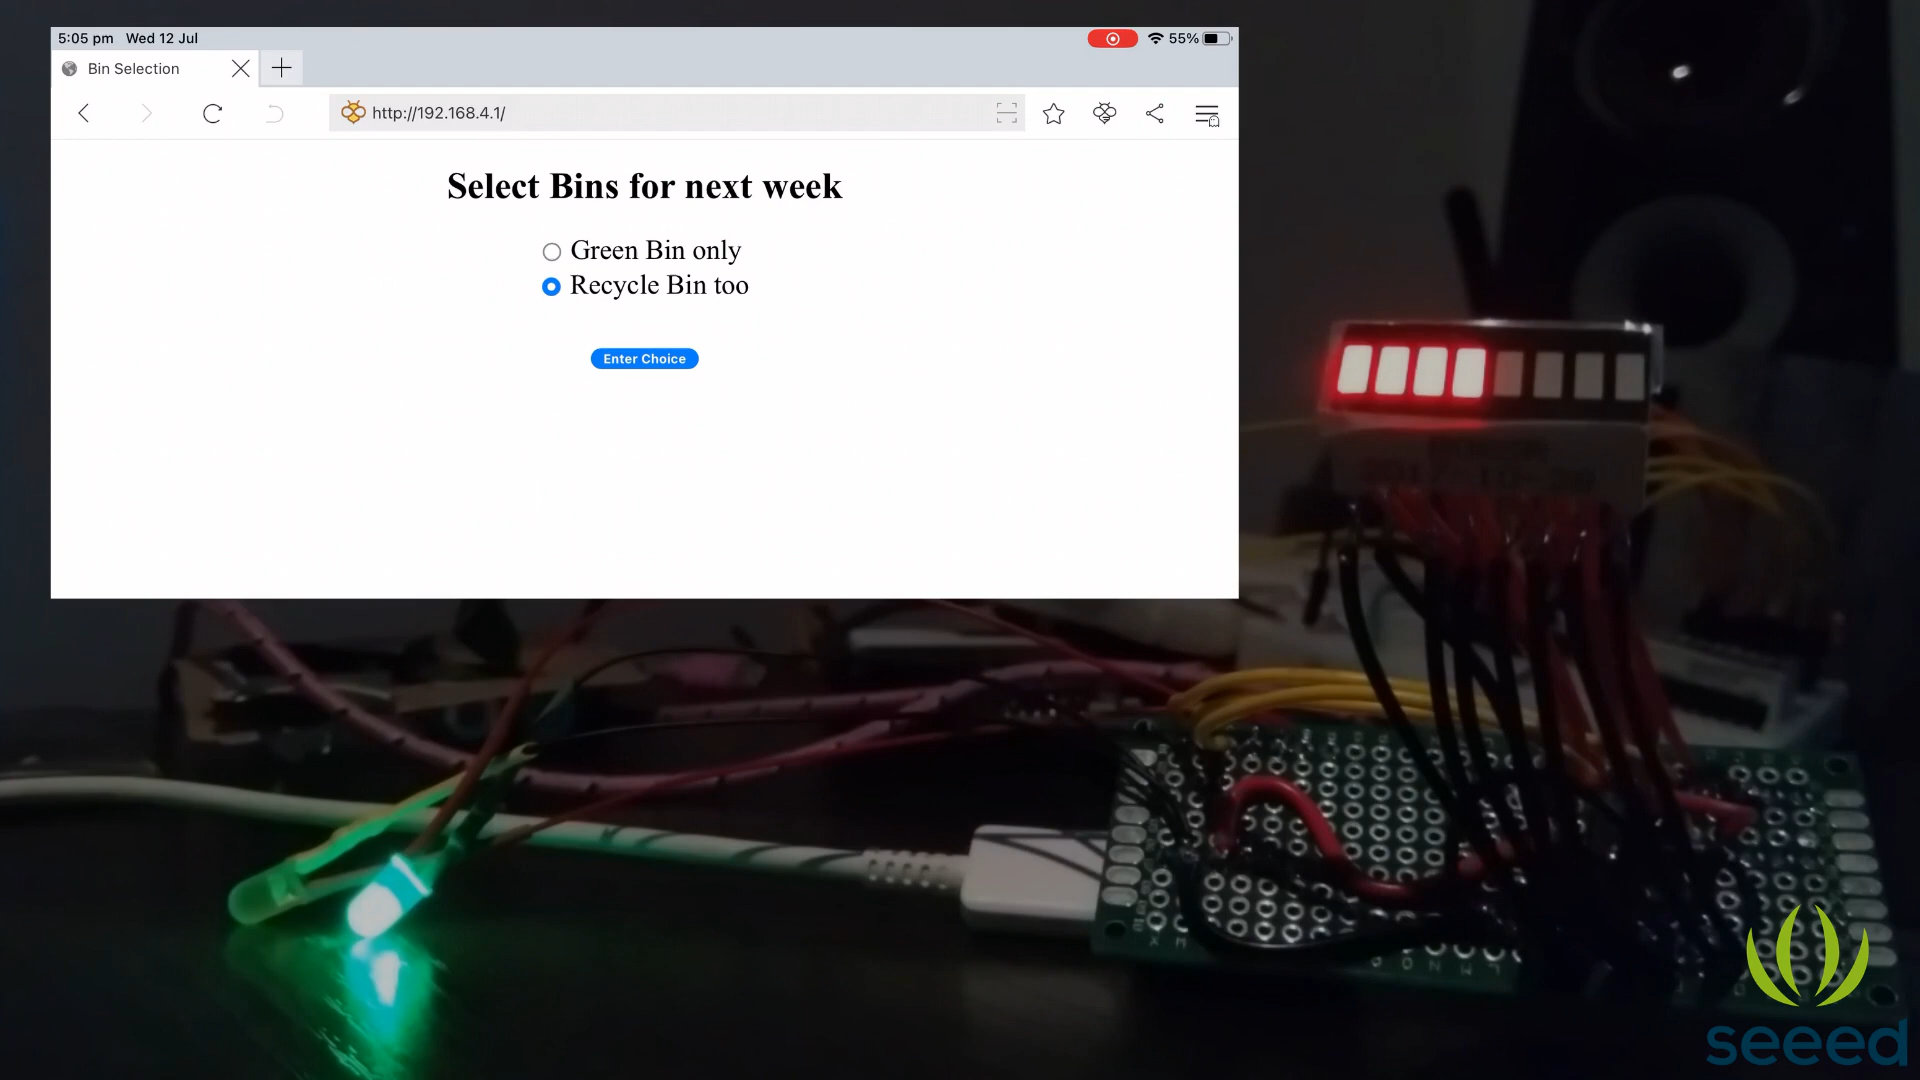 5:05 pm Wed 12 Jul
55%
Bin Selection
http://192.168.4.1/
Select Bins for next week
Green Bin only
Recycle Bin too
Enter Choice
seeed